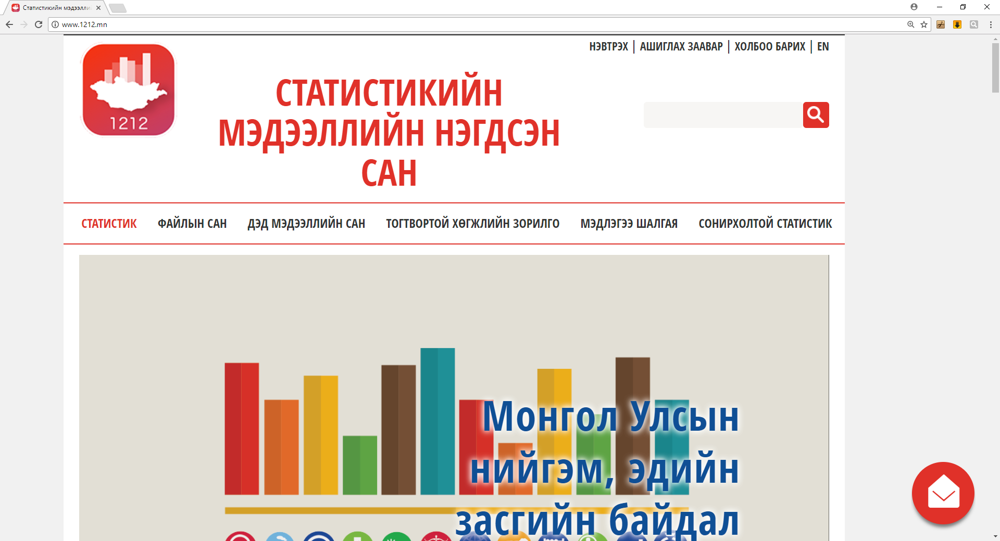 Статистикийн мэдээлли
www.1212.mn
НЭВТРЭХ | АШИГЛАХ ЗААВАР | ХОЛБОО БАРИХ | EN
1212
СТАТИСТИКИЙН
МЭДЭЭЛЛИЙН НЭГДСЭН
САН
СТАТИСТИК ФАЙЛЫН САН ДЭД МЭДЭЭЛЛИЙН САН ТОГТВОРТОЙ ХӨГЖЛИЙН ЗОРИЛГО МЭДЛЭГЭЭ ШАЛГАЯ СОНИРХОЛТОЙ СТАТИСТИК
Монгол Улсын
нийгэм, эдийн
засгийн байдал